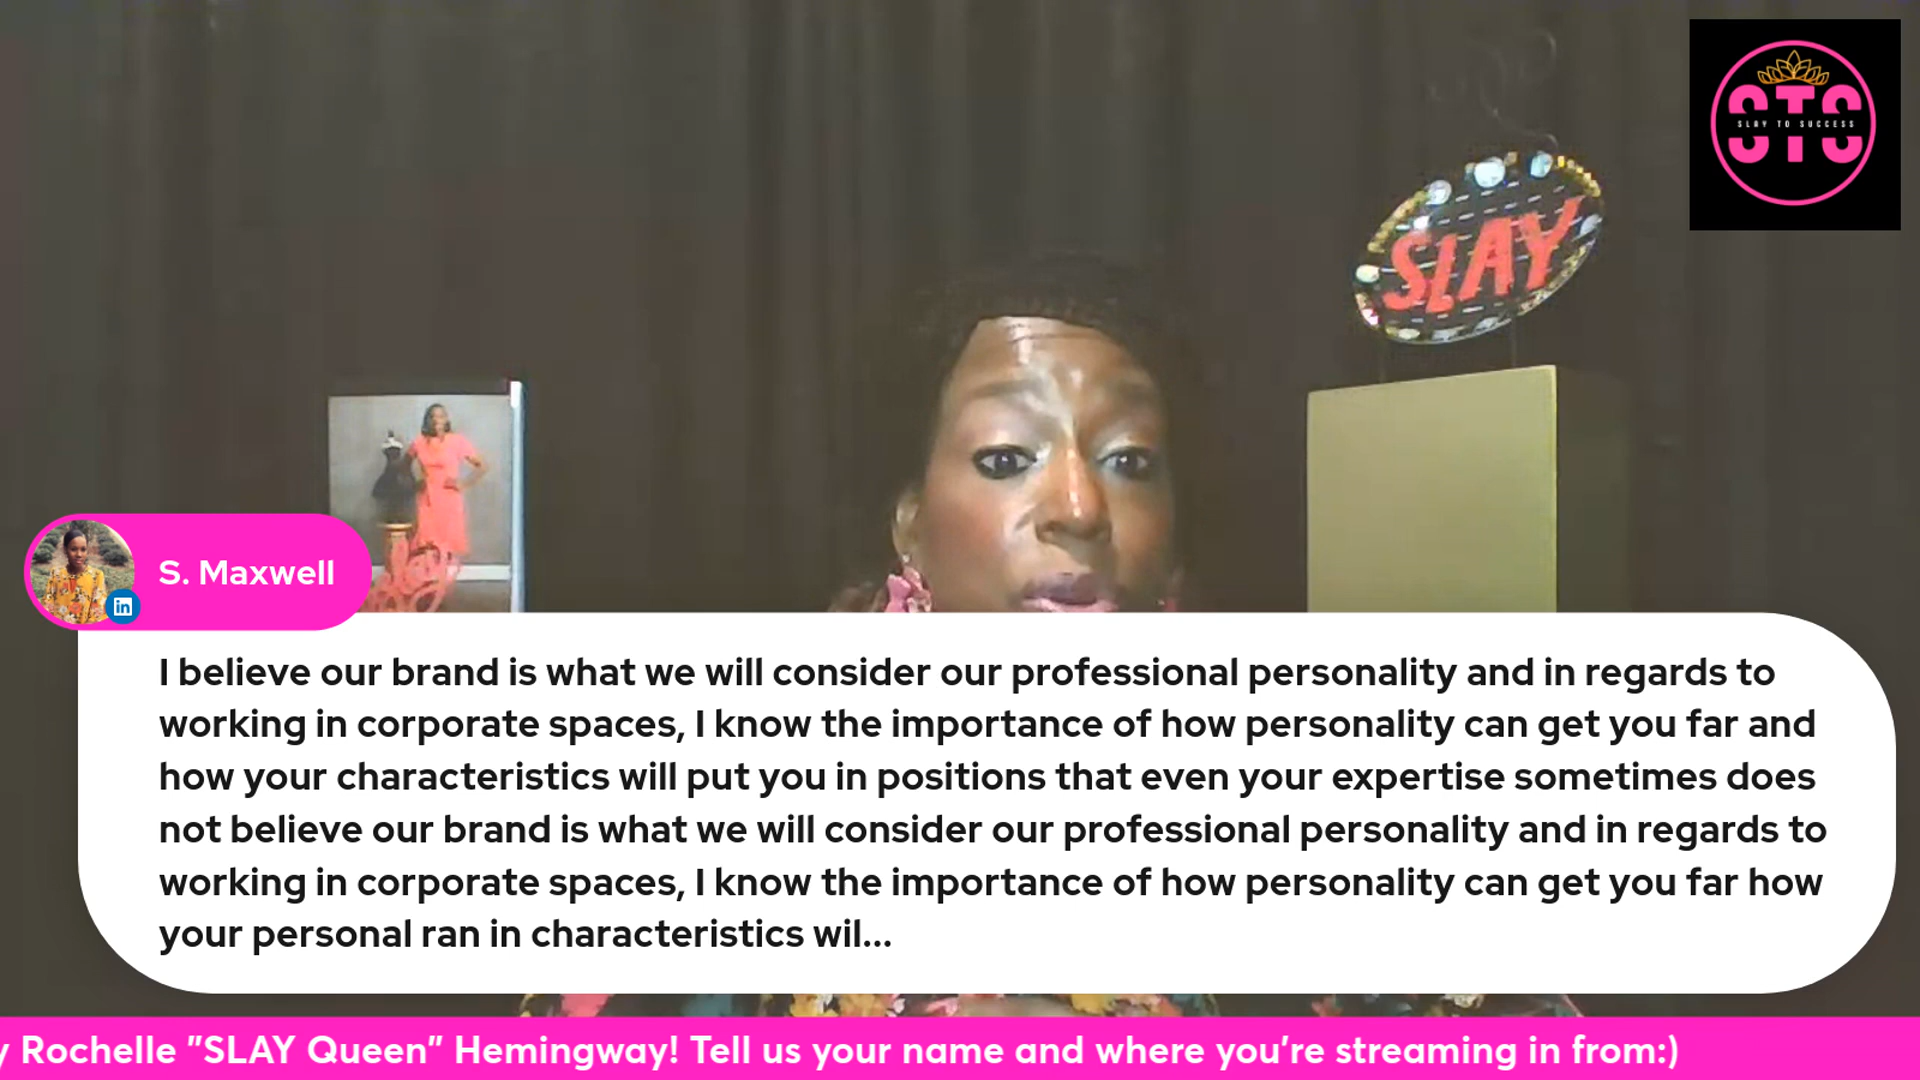 STS
SLAY TO SUCCESS
SLAY
S. Maxwell
in
I believe our brand is what we will consider our professional personality and in regards to
working in corporate spaces, I know the importance of how personality can get you far and
how your characteristics will put you in positions that even your expertise sometimes does
not believe our brand is what we will consider our professional personality and in regards to
working in corporate spaces, I know the importance of how personality can get you far how
your personal ran in characteristics wil...
y Rochelle "SLAY Queen" Hemingway! Tell us your name and where you're streaming in from:)